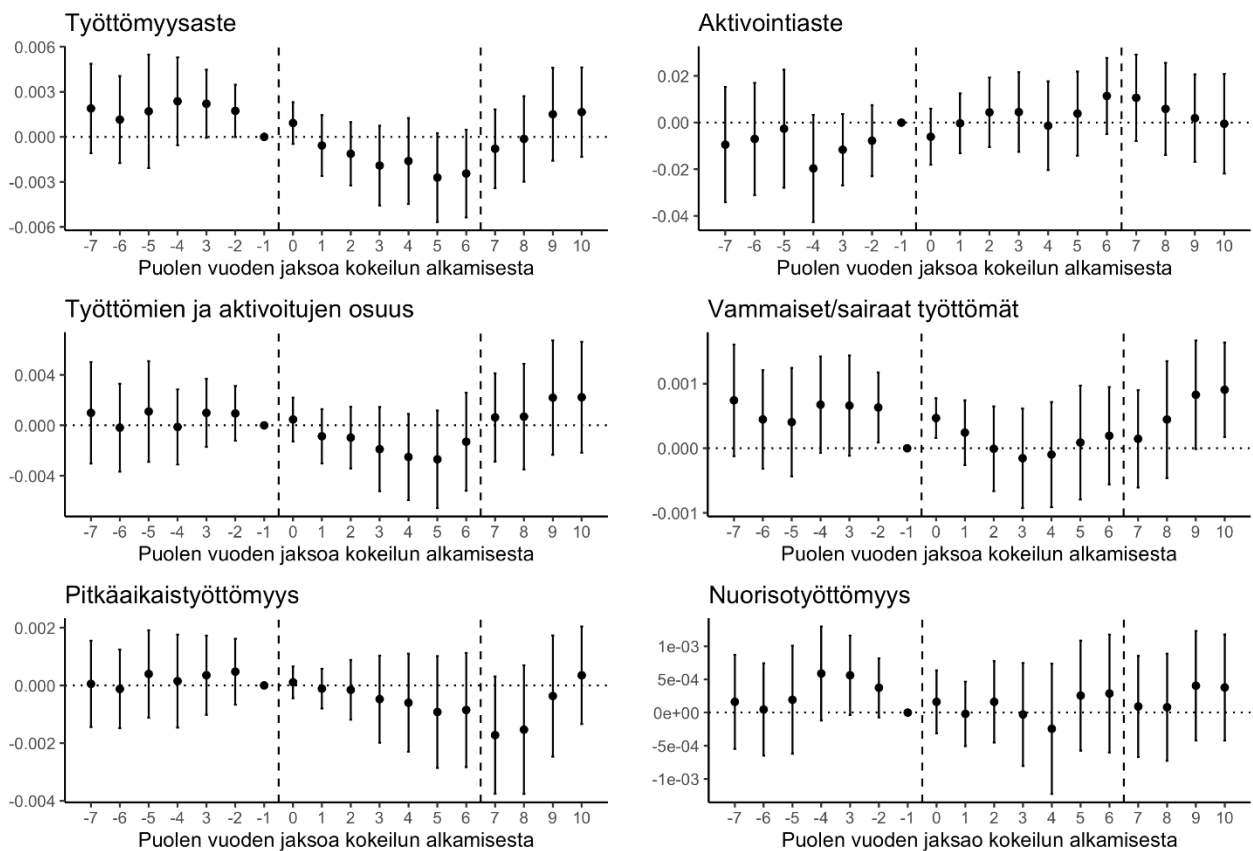 Työttömyysaste
0.006
0.003
0.000
-0.003
-0.006
-7 -6 -5 -4 3 -2 -1 0 1 2 3 4 5 6 7 8 9 10
Puolen vuoden jaksoa kokeilun alkamisesta
Aktivointiaste
0.02
0.00
-0.02
-0.04
-7 -6 -5 -4 3 -2 -1 0 1 2 3 4 5 6 7 8 9 10
Puolen vuoden jaksoa kokeilun alkamisesta
Työttömien ja aktivoitujen osuus
0.004
0.000
-0.004
-7 -6 -5 -4 3 -2 -1 0 1 2 3 4 5 6 7 8 9 10
Puolen vuoden jaksoa kokeilun alkamisesta
Vammaiset/sairaat työttömät
0.001
0.000
-0.001
-7 -6 -5 -4 3 -2 -1 0 1 2 3 4 5 6 7 8 9 10
Puolen vuoden jaksoa kokeilun alkamisesta
Pitkäaikaistyöttömyys
0.002
0.000
-0.002
-0.004
-7 -6 -5 -4 3 -2 -1 0 1 2 3 4 5 6 7 8 9 10
Puolen vuoden jaksoa kokeilun alkamisesta
Nuorisotyöttömyys
1e-03
5e-04
0e+00
-5e-04
-1e-03
-7 -6 -5 -4 3 -2 -1 0 1 2 3 4 5 6 7 8 9 10
Puolen vuoden jaksao kokeilun alkamisesta